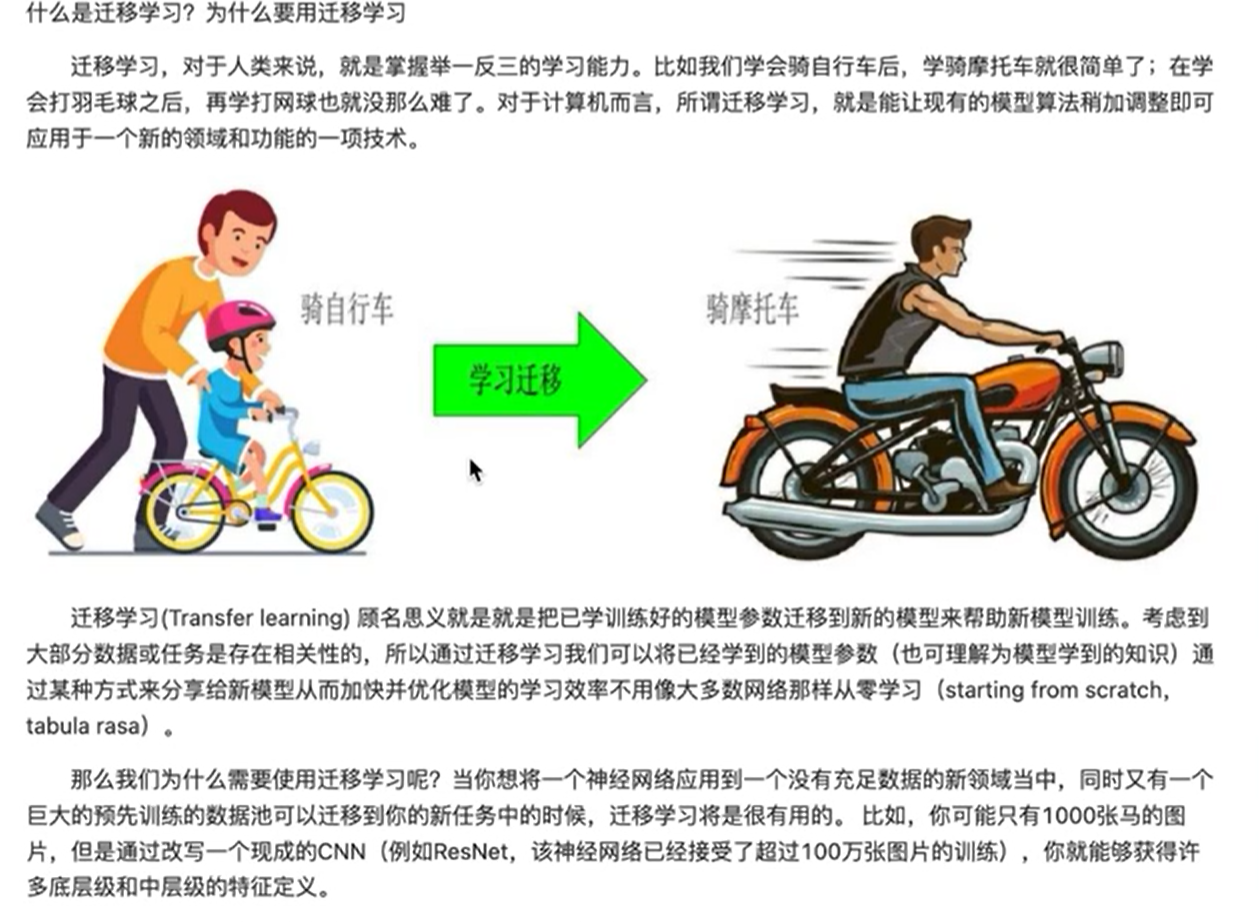 什么是迁移学习？为什么要用迁移学习
迁移学习，对于人类来说，就是掌握举一反三的学习能力。比如我们学会骑自行车后，学骑摩托车就很简单了；在学
会打羽毛球之后，再学打网球也就没那么难了。对于计算机而言，所谓迁移学习，就是能让现有的模型算法稍加调整即可
应用于一个新的领域和功能的一项技术。
骑自行车
学习迁移
骑摩托车
迁移学习(Transfer learning) 顾名思义就是就是把已学训练好的模型参数迁移到新的模型来帮助新模型训练。考虑到
大部分数据或任务是存在相关性的，所以通过迁移学习我们可以将已经学到的模型参数（也可理解为模型学到的知识）通
过某种方式来分享给新模型从而加快并优化模型的学习效率不用像大多数网络那样从零学习（starting from scratch，
tabula rasa）。
那么我们为什么需要使用迁移学习呢？当你想将一个神经网络应用到一个没有充足数据的新领域当中，同时又有一个
巨大的预先训练的数据池可以迁移到你的新任务中的时候，迁移学习将是很有用的。 比如，你可能只有1000张马的图
片，但是通过改写一个现成的CNN（例如ResNet，该神经网络已经接受了超过100万张图片的训练），你就能够获得许
多底层级和中层级的特征定义。